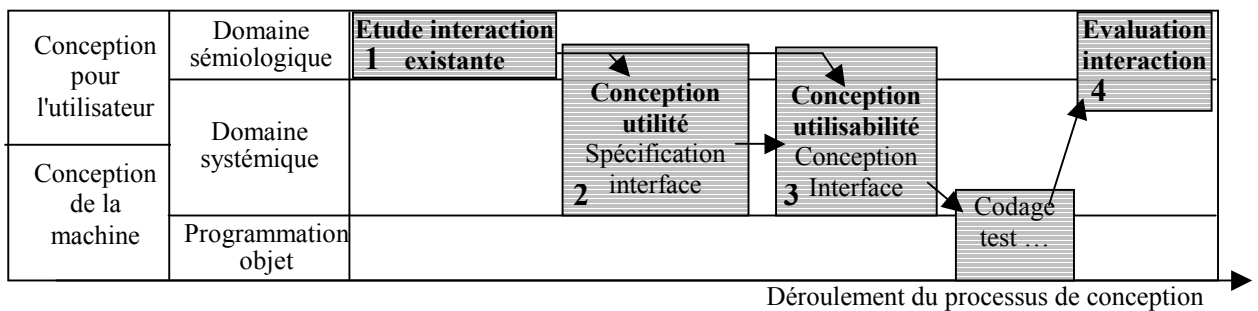 Conception
pour
l'utilisateur
Conception
de la
machine
Domaine
sémiologique
Domaine
systémique
Programmation
objet
Etude interaction
1 existante
Conception
utilité
Spécification
2 interface
Conception
utilisabilité
Conception
3 Interface
Codage
test …
Evaluation
interaction
4
Déroulement du processus de conception